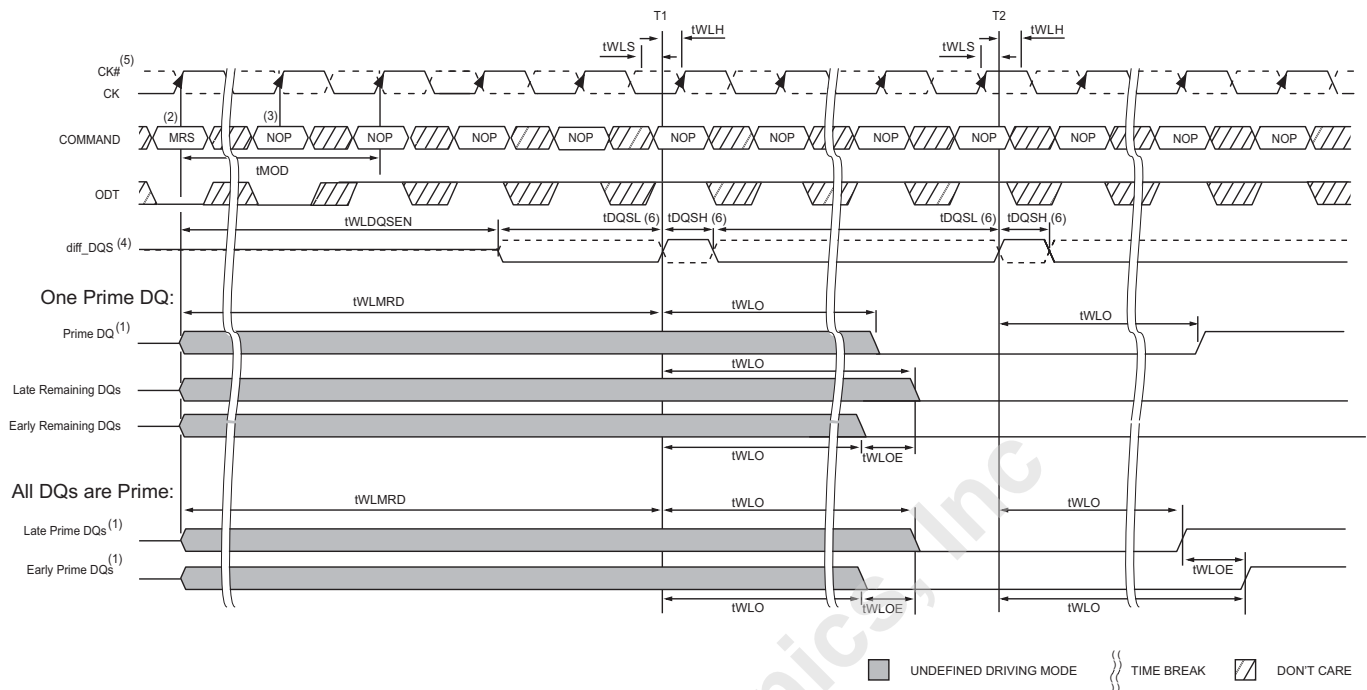 T1 T2
tWLS tWLH tWLS tWLH
CK# (5)
CK
(2) (3)
COMMAND MRS NOP NOP NOP NOP NOP NOP NOP NOP NOP NOP NOP
tMOD
ODT
tWLDQSEN tDQSL (6) tDQSH (6) tDQSL (6) tDQSH (6)
diff_DQS (4)
One Prime DQ:
tWLMRD tWLO tWLO
Prime DQ (1)
tWLO
Late Remaining DQs
Early Remaining DQs
tWLO tWLOE
All DQs are Prime:
tWLMRD tWLO tWLO
Late Prime DQs (1)
tWLOE
Early Prime DQs (1)
tWLO tWLOE tWLO
UNDEFINED DRIVING MODE TIME BREAK DON'T CARE
nics, Inc